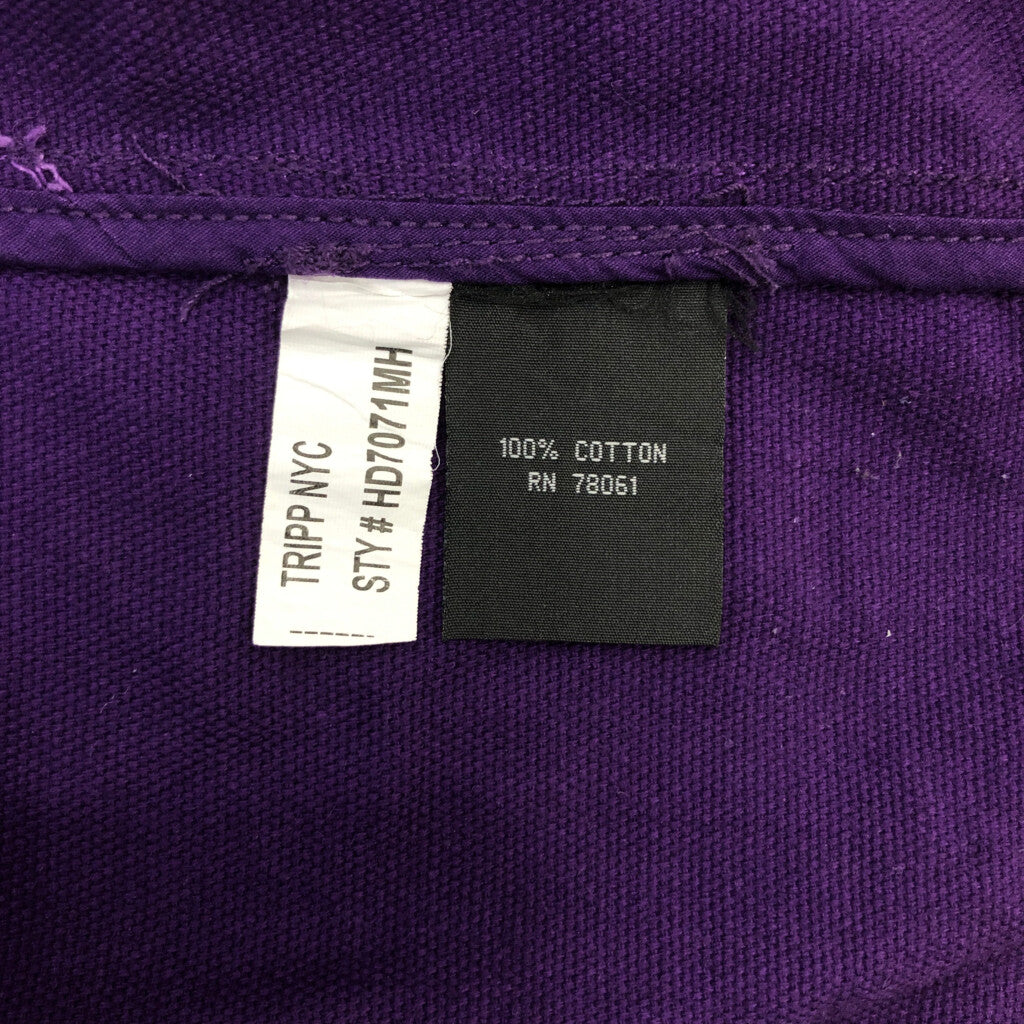 TRIPP NYC
STY # HD7071MH
100% COTTON
RN 78061